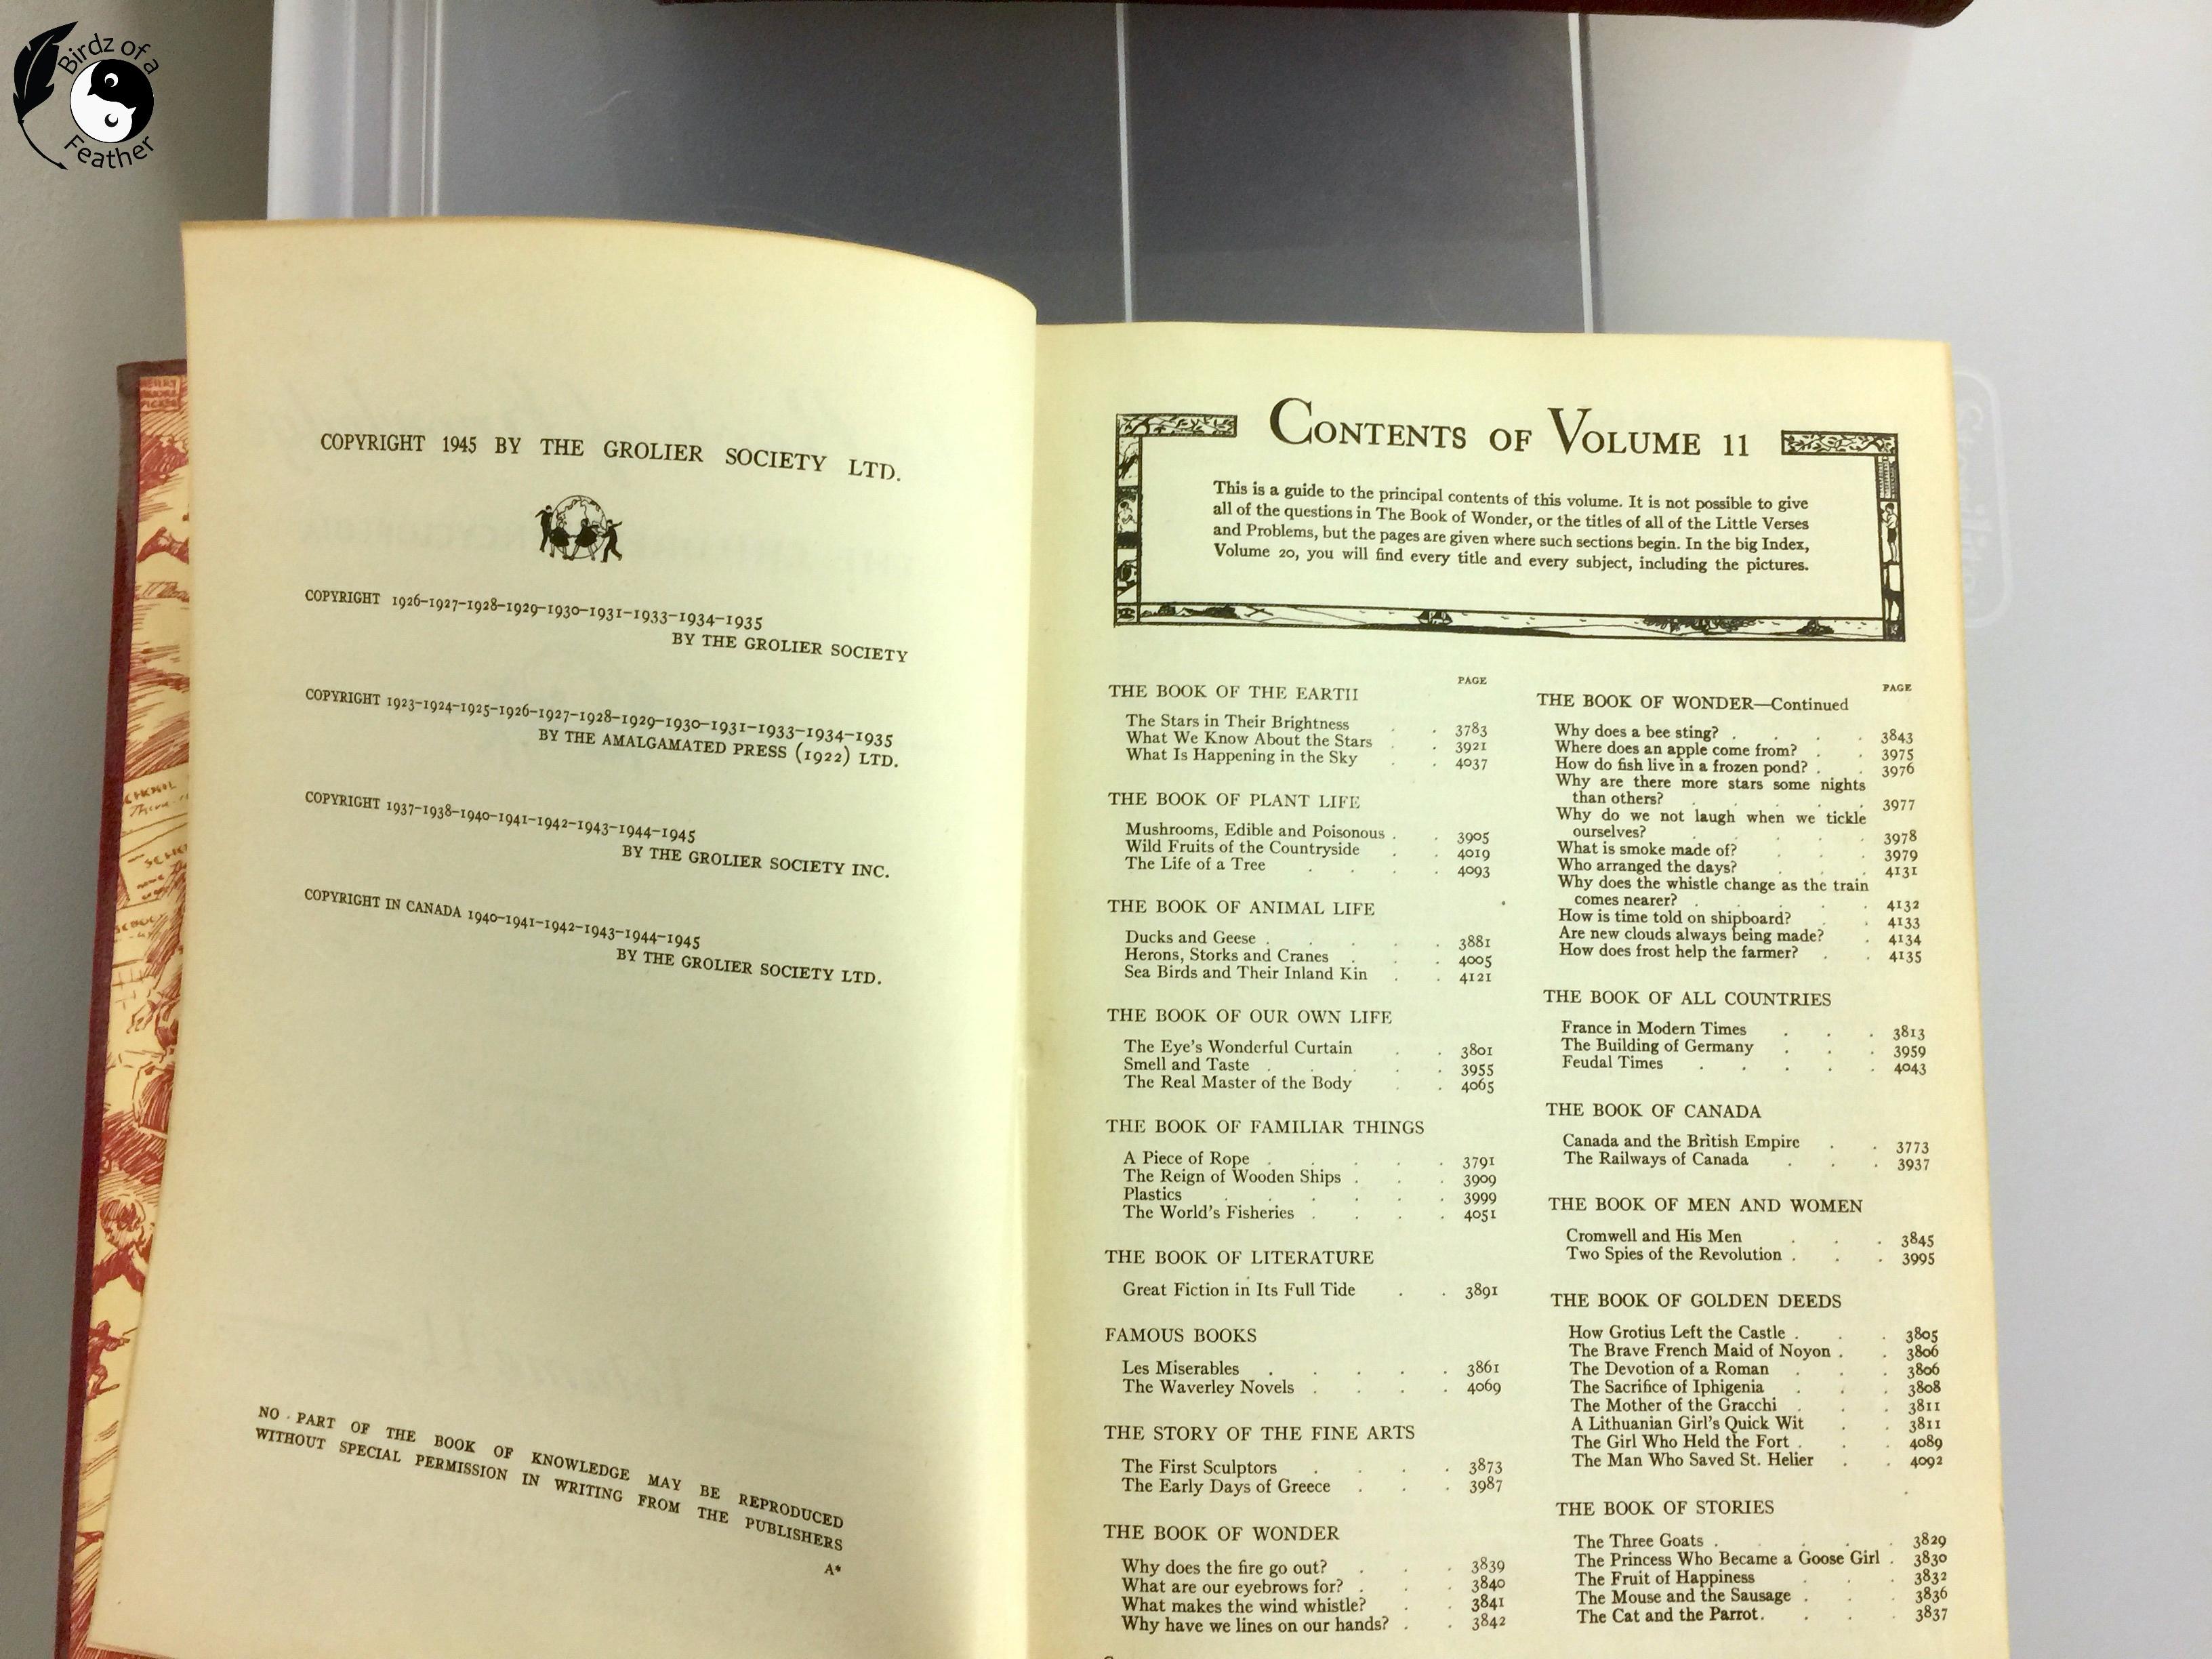 Birdz of a
Feather
COPYRIGHT 1945 BY THE GROLIER SOCIETY LTD.
COPYRIGHT 1926–1927–1928–1929–1930–1931–1933–1934–1935
BY THE GROLIER SOCIETY
COPYRIGHT 1923–1924–1925–1926–1927–1928–1929–1930–1931–1933–1934–1935
BY THE AMALGAMATED PRESS (1922) LTD.
COPYRIGHT 1937–1938–1940–1941–1942–1943–1944–1945
BY THE GROLIER SOCIETY INC.
COPYRIGHT IN CANADA 1940–1941–1942–1943–1944–1945
BY THE GROLIER SOCIETY LTD.
NO PART OF THE BOOK OF KNOWLEDGE MAY BE REPRODUCED
WITHOUT SPECIAL PERMISSION IN WRITING FROM THE PUBLISHERS
A*
CONTENTS OF VOLUME 11
This is a guide to the principal contents of this volume. It is not possible to give
all of the questions in The Book of Wonder, or the titles of all of the Little Verses
and Problems, but the pages are given where such sections begin. In the big Index,
Volume 20, you will find every title and every subject, including the pictures.
PAGE
THE BOOK OF THE EARTH
The Stars in Their Brightness . . 3783
What We Know About the Stars . . 3921
What Is Happening in the Sky . . 4037
THE BOOK OF PLANT LIFE
Mushrooms, Edible and Poisonous . . 3905
Wild Fruits of the Countryside . . 4019
The Life of a Tree . . . . 4093
THE BOOK OF ANIMAL LIFE
Ducks and Geese . . . . . 3881
Herons, Storks and Cranes . . . 4005
Sea Birds and Their Inland Kin . . 4121
THE BOOK OF OUR OWN LIFE
The Eye's Wonderful Curtain . . 3801
Smell and Taste . . . . . 3955
The Real Master of the Body . . 4065
THE BOOK OF FAMILIAR THINGS
A Piece of Rope . . . . . 3791
The Reign of Wooden Ships . . . 3909
Plastics . . . . . . 3999
The World's Fisheries . . . . 4051
THE BOOK OF LITERATURE
Great Fiction in Its Full Tide . . 3891
FAMOUS BOOKS
Les Miserables . . . . . 3861
The Waverley Novels . . . . 4069
THE STORY OF THE FINE ARTS
The First Sculptors . . . . 3873
The Early Days of Greece . . . 3987
THE BOOK OF WONDER
Why does the fire go out? . . . 3839
What are our eyebrows for? . . . 3840
What makes the wind whistle? . . 3841
Why have we lines on our hands? . . 3842
PAGE
THE BOOK OF WONDER—Continued
Why does a bee sting? . . . . 3843
Where does an apple come from? . . 3975
How do fish live in a frozen pond? . . 3976
Why are there more stars some nights
than others? . . . . . 3977
Why do we not laugh when we tickle
ourselves? . . . . . 3978
What is smoke made of? . . . 3979
Who arranged the days? . . . 4131
Why does the whistle change as the train
comes nearer? . . . . . 4132
How is time told on shipboard? . . 4133
Are new clouds always being made? . 4134
How does frost help the farmer? . . 4135
THE BOOK OF ALL COUNTRIES
France in Modern Times . . . 3813
The Building of Germany . . . 3959
Feudal Times . . . . . 4043
THE BOOK OF CANADA
Canada and the British Empire . . 3773
The Railways of Canada . . . 3937
THE BOOK OF MEN AND WOMEN
Cromwell and His Men . . . 3845
Two Spies of the Revolution . . . 3995
THE BOOK OF GOLDEN DEEDS
How Grotius Left the Castle . . . 3805
The Brave French Maid of Noyon . . 3806
The Devotion of a Roman . . . 3806
The Sacrifice of Iphigenia . . . 3808
The Mother of the Gracchi . . . 3811
A Lithuanian Girl's Quick Wit . . 3811
The Girl Who Held the Fort . . . 4089
The Man Who Saved St. Helier . . 4092
THE BOOK OF STORIES
The Three Goats . . . . . 3829
The Princess Who Became a Goose Girl . 3830
The Fruit of Happiness . . . 3832
The Mouse and the Sausage . . . 3836
The Cat and the Parrot . . . . 3837